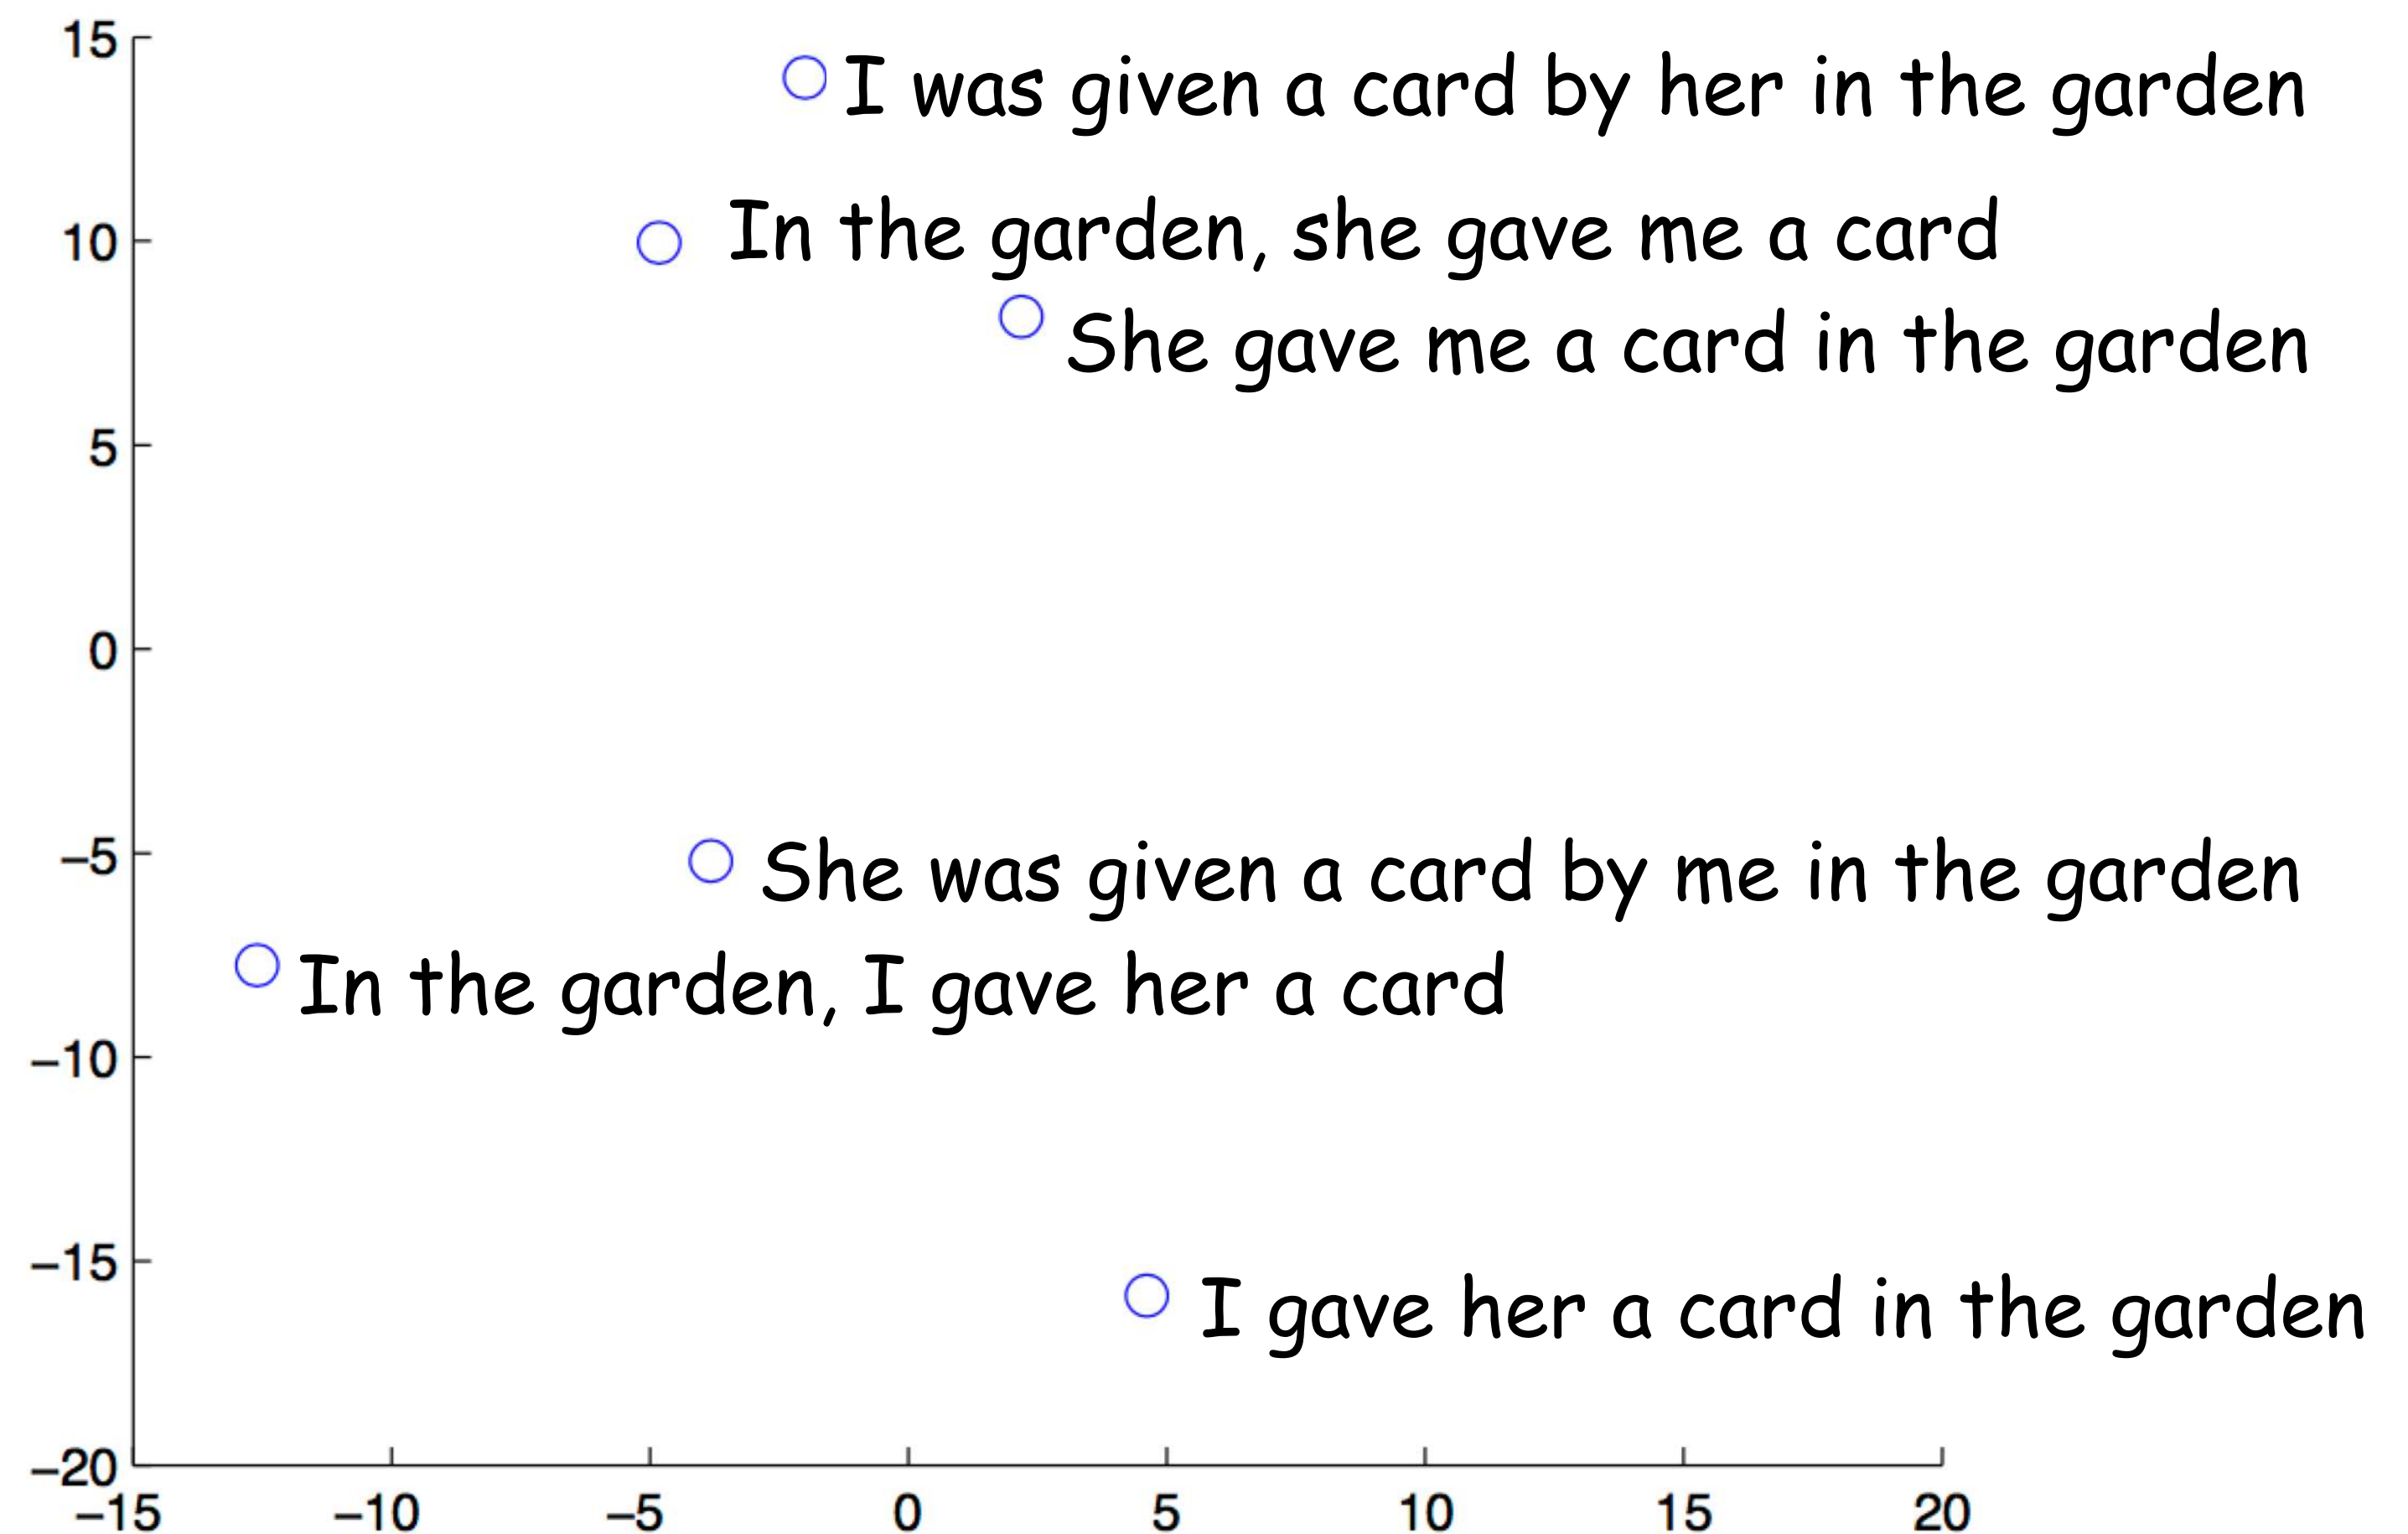 15
I was given a card by her in the garden
10
In the garden, she gave me a card
She gave me a card in the garden
5
0
−5
She was given a card by me in the garden
In the garden, I gave her a card
−10
−15
I gave her a card in the garden
−20
−15 −10 −5 0 5 10 15 20